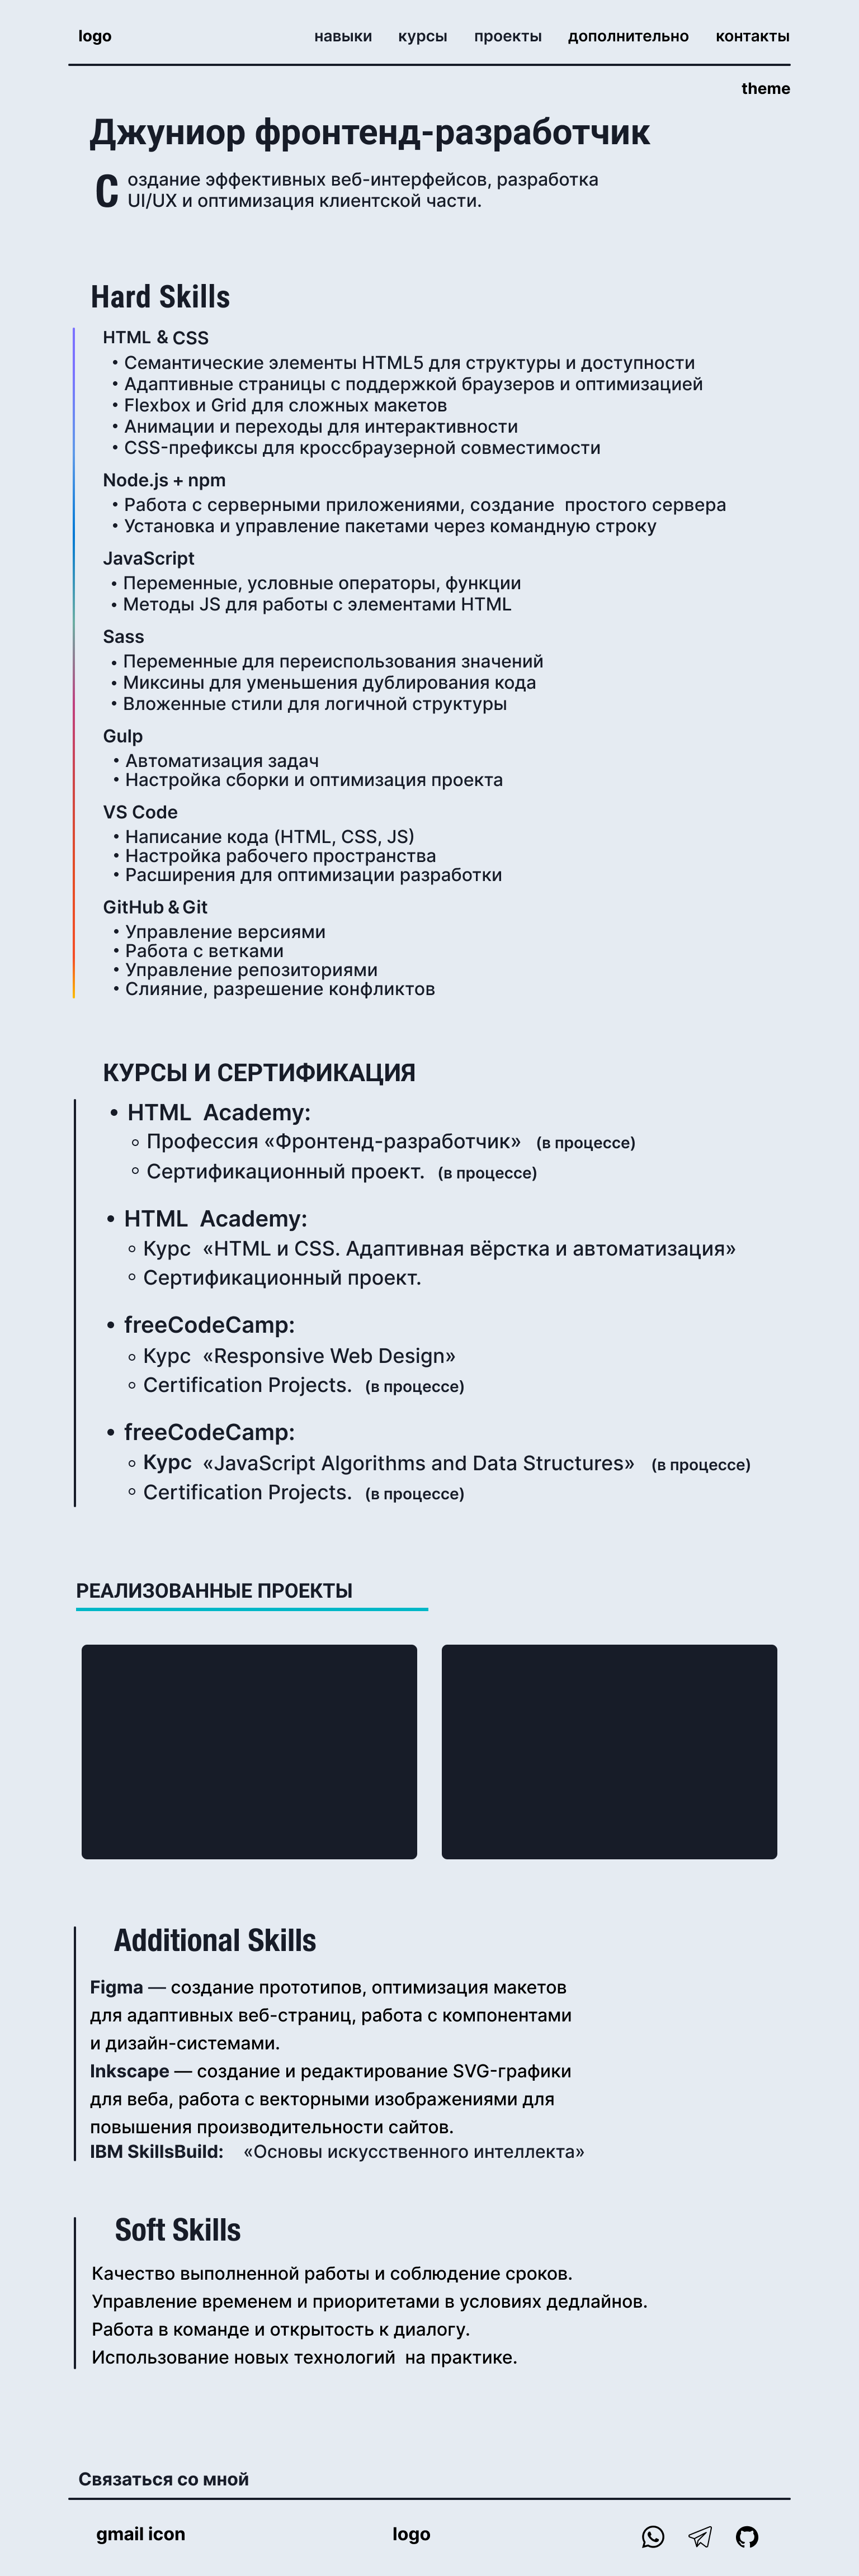 logo навыки курсы проекты дополнительно контакты
theme
Джуниор фронтенд-разработчик
Создание эффективных веб-интерфейсов, разработка
UI/UX и оптимизация клиентской части.
Hard Skills
HTML & CSS
• Семантические элементы HTML5 для структуры и доступности
• Адаптивные страницы с поддержкой браузеров и оптимизацией
• Flexbox и Grid для сложных макетов
• Анимации и переходы для интерактивности
• CSS-префиксы для кроссбраузерной совместимости
Node.js + npm
• Работа с серверными приложениями, создание простого сервера
• Установка и управление пакетами через командную строку
JavaScript
• Переменные, условные операторы, функции
• Методы JS для работы с элементами HTML
Sass
• Переменные для переиспользования значений
• Миксины для уменьшения дублирования кода
• Вложенные стили для логичной структуры
Gulp
• Автоматизация задач
• Настройка сборки и оптимизация проекта
VS Code
• Написание кода (HTML, CSS, JS)
• Настройка рабочего пространства
• Расширения для оптимизации разработки
GitHub & Git
• Управление версиями
• Работа с ветками
• Управление репозиториями
• Слияние, разрешение конфликтов
КУРСЫ И СЕРТИФИКАЦИЯ
• HTML Academy:
◦ Профессия «Фронтенд-разработчик» (в процессе)
◦ Сертификационный проект. (в процессе)
• HTML Academy:
◦ Курс «HTML и CSS. Адаптивная вёрстка и автоматизация»
◦ Сертификационный проект.
• freeCodeCamp:
◦ Курс «Responsive Web Design»
◦ Certification Projects. (в процессе)
• freeCodeCamp:
◦ Курс «JavaScript Algorithms and Data Structures» (в процессе)
◦ Certification Projects. (в процессе)
РЕАЛИЗОВАННЫЕ ПРОЕКТЫ
Additional Skills
Figma — создание прототипов, оптимизация макетов
для адаптивных веб-страниц, работа с компонентами
и дизайн-системами.
Inkscape — создание и редактирование SVG-графики
для веба, работа с векторными изображениями для
повышения производительности сайтов.
IBM SkillsBuild: «Основы искусственного интеллекта»
Soft Skills
Качество выполненной работы и соблюдение сроков.
Управление временем и приоритетами в условиях дедлайнов.
Работа в команде и открытость к диалогу.
Использование новых технологий на практике.
Связаться со мной
gmail icon logo